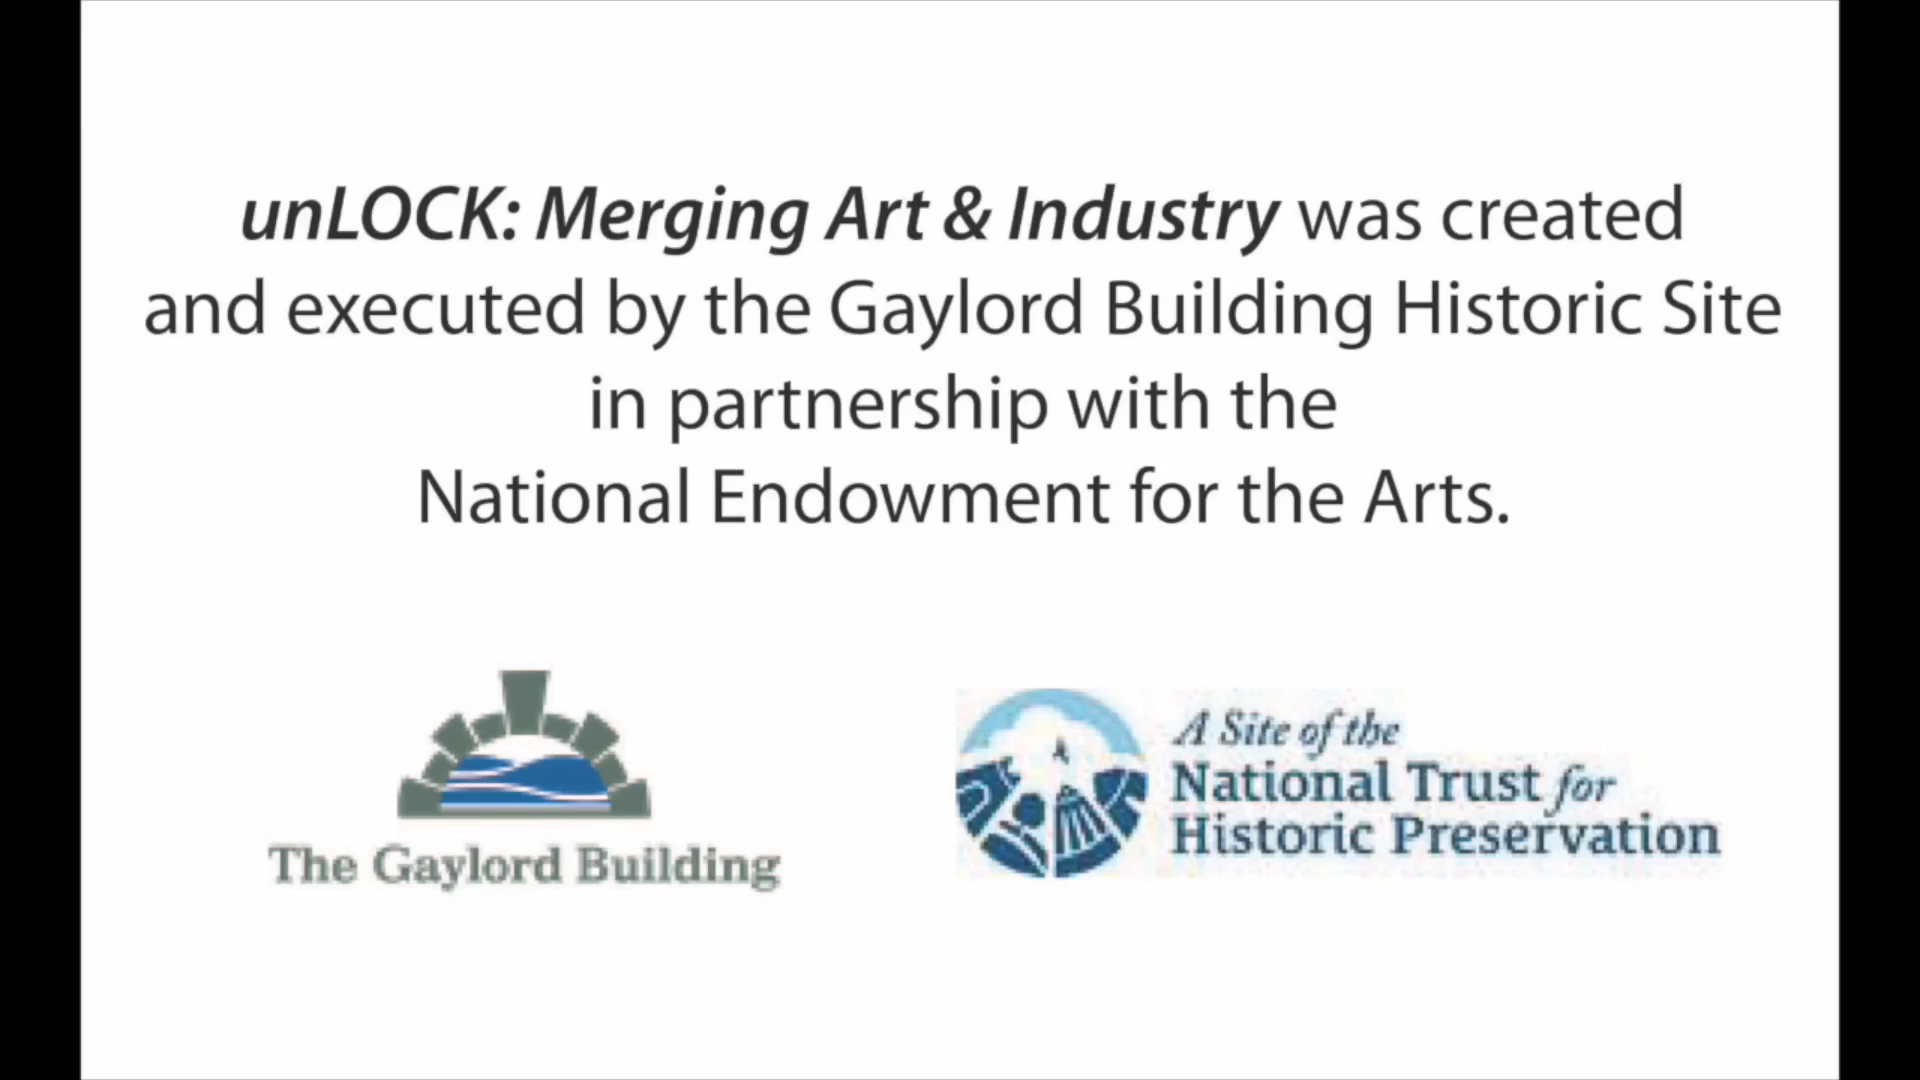 unLOCK: Merging Art & Industry was created
and executed by the Gaylord Building Historic Site
in partnership with the
National Endowment for the Arts.
The Gaylord Building
A Site of the
National Trust for
Historic Preservation